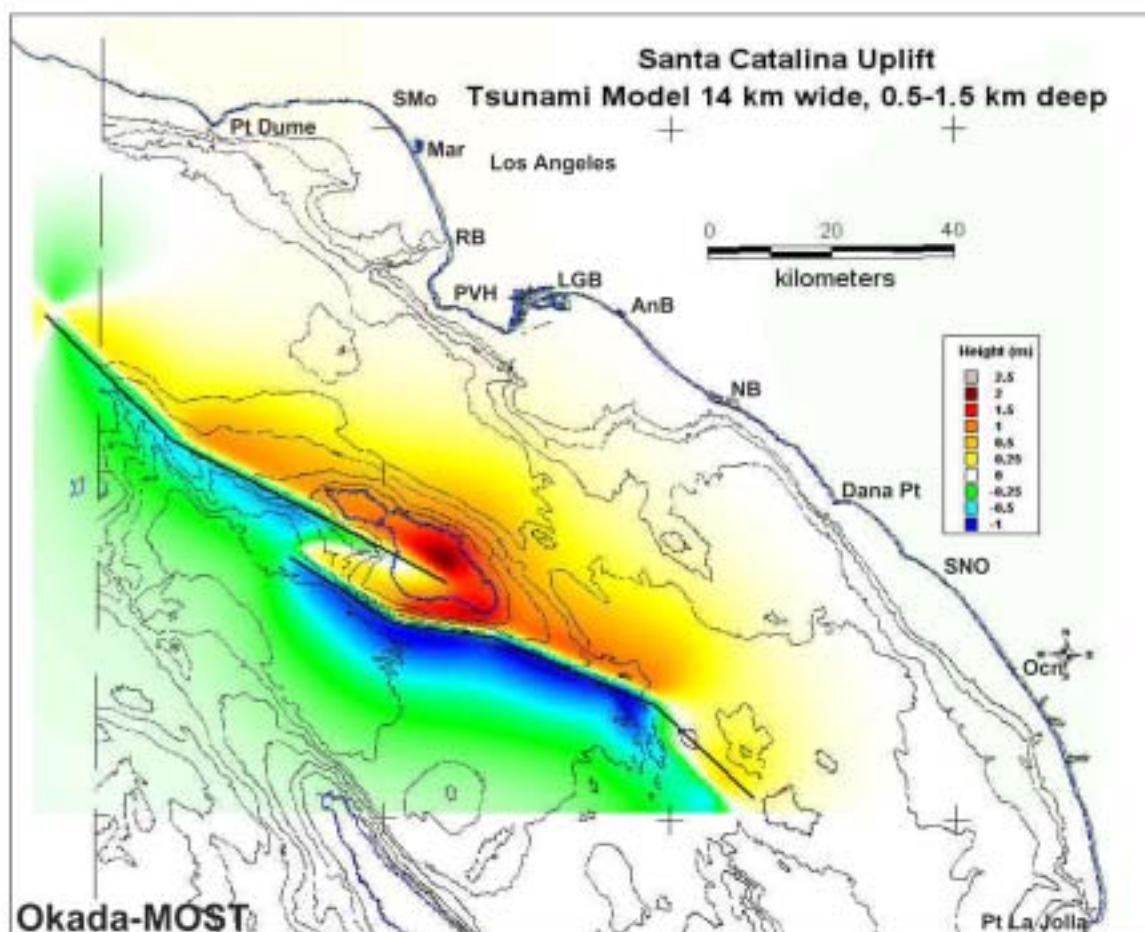 Santa Catalina Uplift
Tsunami Model 14 km wide, 0.5-1.5 km deep
SMo
Pt Dume
Mar
Los Angeles
RB
0 20 40
kilometers
PVH
LGB
AnB
Height (m)
2.5
2
1.5
1
0.5
0.25
0
-0.25
-0.5
-1
NB
Dana Pt
SNO
Ocn
Okada-MOST
Pt La Jolla